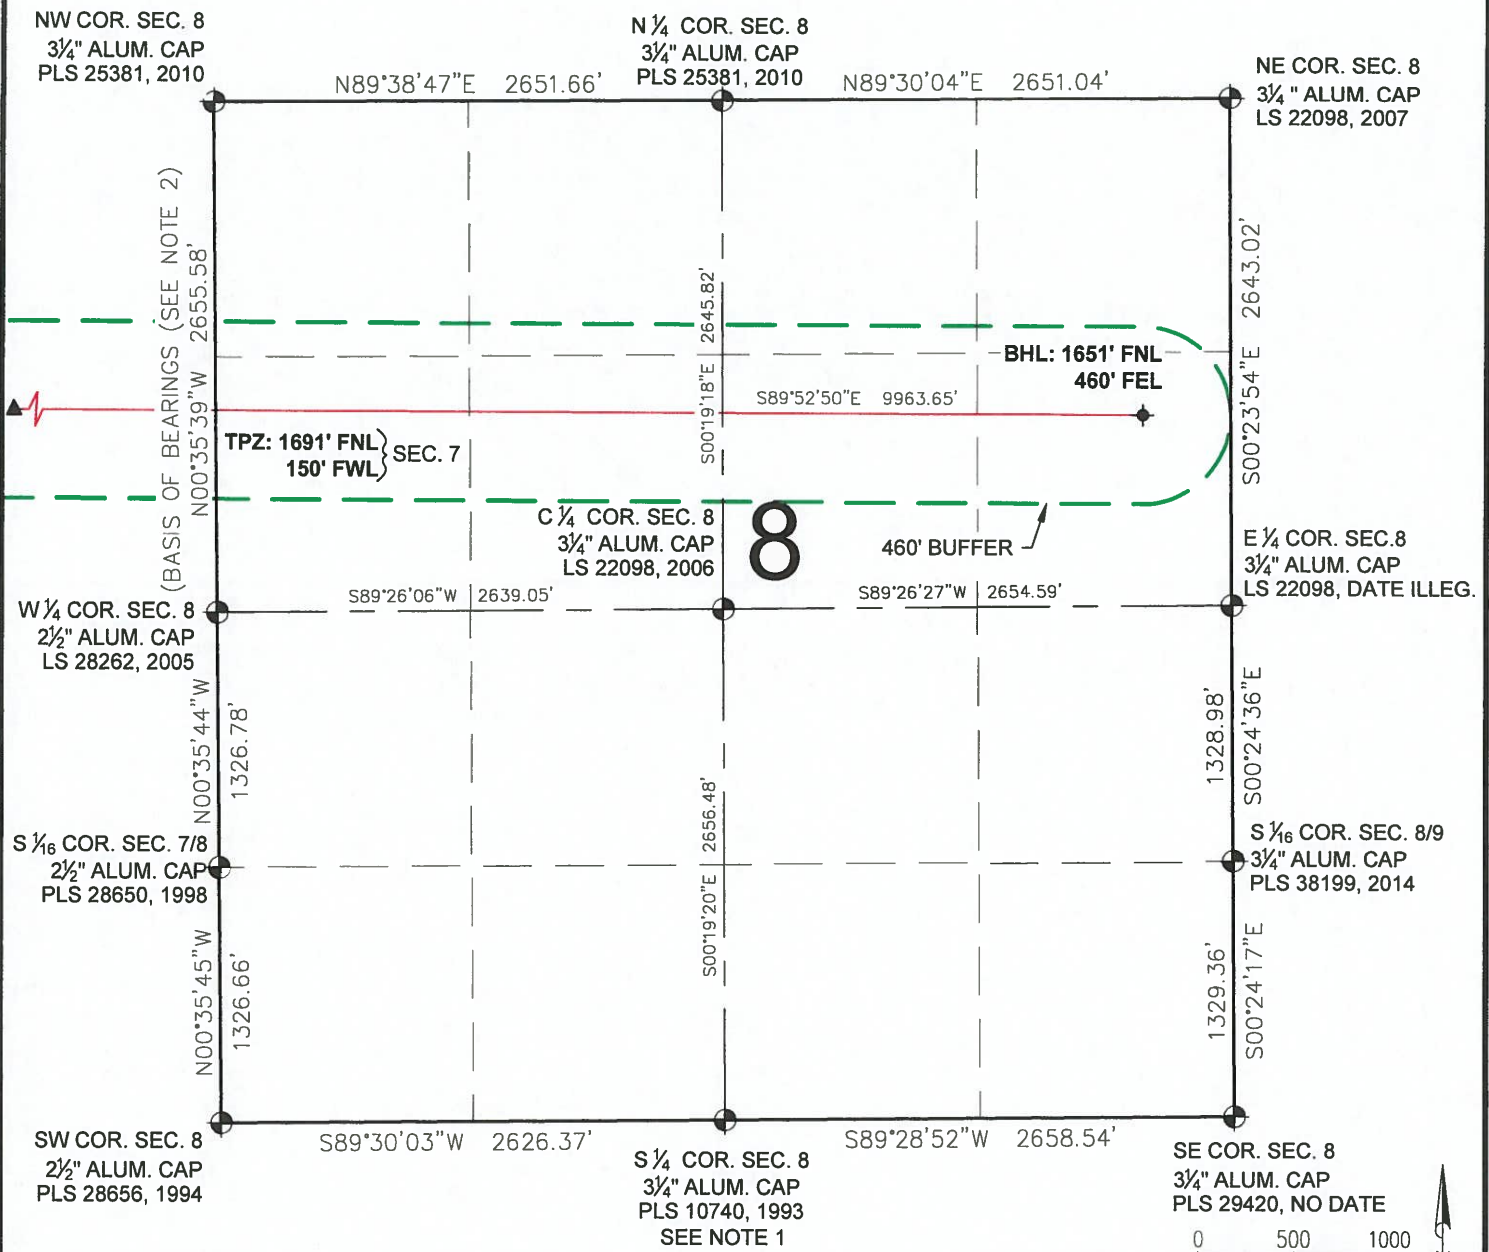 NW COR. SEC. 8
3¼" ALUM. CAP
PLS 25381, 2010
N ¼ COR. SEC. 8
3¼" ALUM. CAP
PLS 25381, 2010
NE COR. SEC. 8
3¼" ALUM. CAP
LS 22098, 2007
N89°38'47"E 2651.66'
N89°30'04"E 2651.04'
(BASIS OF BEARINGS (SEE NOTE 2)
N00°35'39"W 2655.58'
S00°19'18"E 2645.82'
S00°23'54"E 2643.02'
BHL: 1651' FNL
460' FEL
S89°52'50"E 9963.65'
TPZ: 1691' FNL
150' FWL
SEC. 7
C ¼ COR. SEC. 8
3¼" ALUM. CAP
LS 22098, 2006
8
460' BUFFER
E ¼ COR. SEC.8
3¼" ALUM. CAP
LS 22098, DATE ILLEG.
W ¼ COR. SEC. 8
2½" ALUM. CAP
LS 28262, 2005
S89°26'06"W 2639.05'
S89°26'27"W 2654.59'
N00°35'44"W
1326.78'
1328.98'
S00°24'36"E
S 1⁄16 COR. SEC. 7/8
2½" ALUM. CAP
PLS 28650, 1998
S00°19'20"E 2656.48'
S 1⁄16 COR. SEC. 8/9
3¼" ALUM. CAP
PLS 38199, 2014
N00°35'45"W
1326.66'
1329.36'
S00°24'17"E
SW COR. SEC. 8
2½" ALUM. CAP
PLS 28656, 1994
S89°30'03"W 2626.37'
S ¼ COR. SEC. 8
3¼" ALUM. CAP
PLS 10740, 1993
SEE NOTE 1
S89°28'52"W 2658.54'
SE COR. SEC. 8
3¼" ALUM. CAP
PLS 29420, NO DATE
0 500 1000